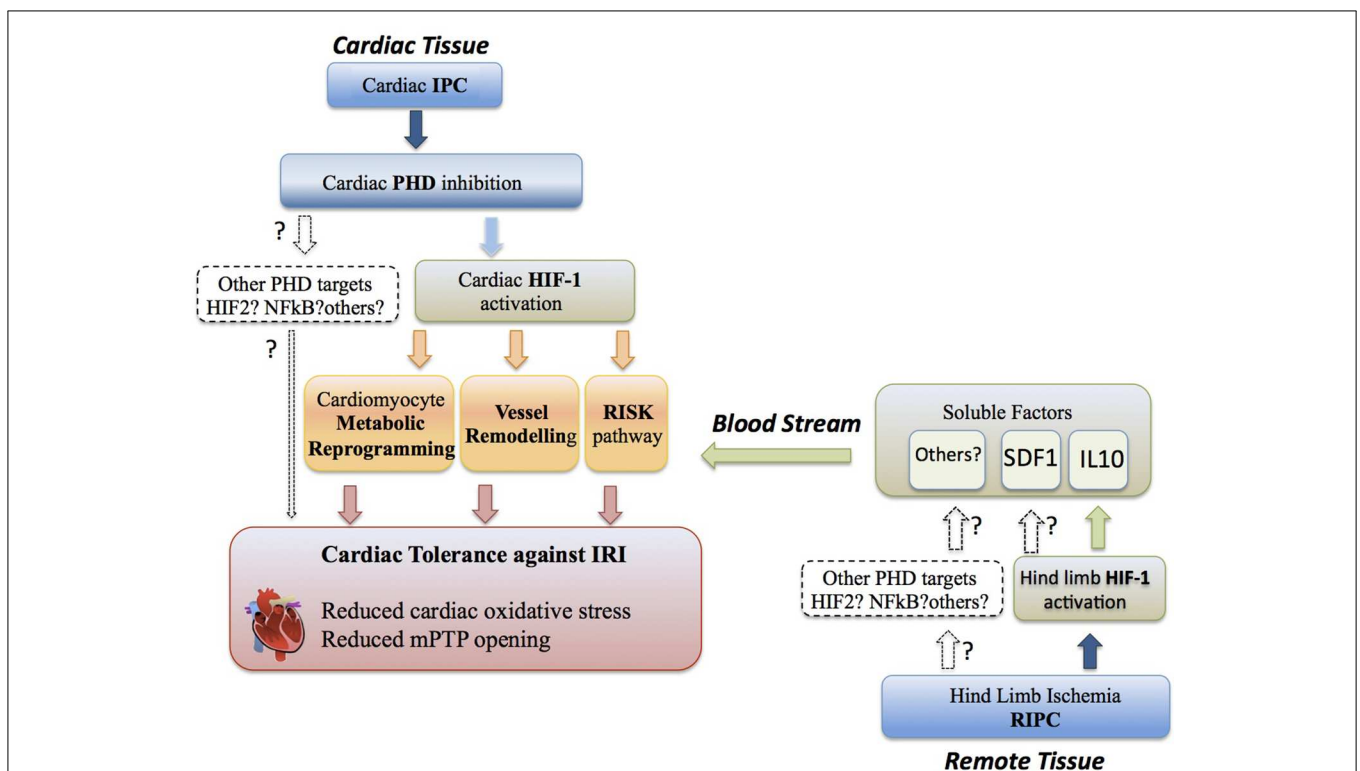 Cardiac Tissue
Cardiac IPC
Cardiac PHD inhibition
?
Other PHD targets
HIF2? NFkB?others?
Cardiac HIF-1
activation
?
Cardiomyocyte
Metabolic
Reprogramming
Vessel
Remodelling
RISK
pathway
Cardiac Tolerance against IRI
Reduced cardiac oxidative stress
Reduced mPTP opening
Blood Stream
Soluble Factors
Others?
SDF1
IL10
?
?
Other PHD targets
HIF2? NFkB?others?
Hind limb HIF-1
activation
?
Hind Limb Ischemia
RIPC
Remote Tissue